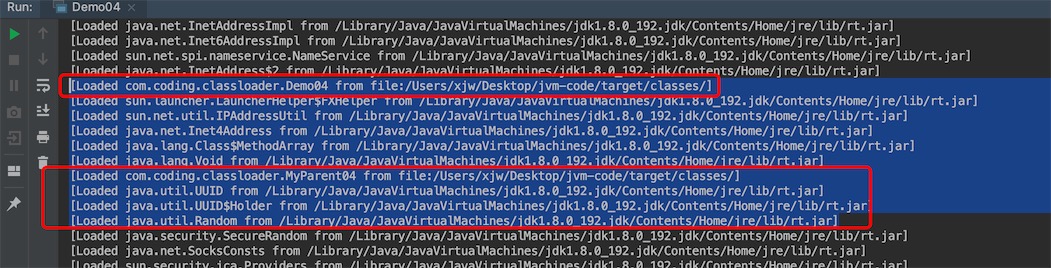 Run: Demo04
[Loaded java.net.InetAddressImpl from /Library/Java/JavaVirtualMachines/jdk1.8.0_192.jdk/Contents/Home/jre/lib/rt.jar]
[Loaded java.net.Inet6AddressImpl from /Library/Java/JavaVirtualMachines/jdk1.8.0_192.jdk/Contents/Home/jre/lib/rt.jar]
[Loaded sun.net.spi.nameservice.NameService from /Library/Java/JavaVirtualMachines/jdk1.8.0_192.jdk/Contents/Home/jre/lib/rt.jar]
[Loaded java.net.InetAddress$2 from /Library/Java/JavaVirtualMachines/jdk1.8.0_192.jdk/Contents/Home/jre/lib/rt.jar]
[Loaded com.coding.classloader.Demo04 from file:/Users/xjw/Desktop/jvm-code/target/classes/]
[Loaded sun.launcher.LauncherHelper$FXHelper from /Library/Java/JavaVirtualMachines/jdk1.8.0_192.jdk/Contents/Home/jre/lib/rt.jar]
[Loaded sun.net.util.IPAddressUtil from /Library/Java/JavaVirtualMachines/jdk1.8.0_192.jdk/Contents/Home/jre/lib/rt.jar]
[Loaded java.net.Inet4Address from /Library/Java/JavaVirtualMachines/jdk1.8.0_192.jdk/Contents/Home/jre/lib/rt.jar]
[Loaded java.lang.Class$MethodArray from /Library/Java/JavaVirtualMachines/jdk1.8.0_192.jdk/Contents/Home/jre/lib/rt.jar]
[Loaded java.lang.Void from /Library/Java/JavaVirtualMachines/jdk1.8.0_192.jdk/Contents/Home/jre/lib/rt.jar]
[Loaded com.coding.classloader.MyParent04 from file:/Users/xjw/Desktop/jvm-code/target/classes/]
[Loaded java.util.UUID from /Library/Java/JavaVirtualMachines/jdk1.8.0_192.jdk/Contents/Home/jre/lib/rt.jar]
[Loaded java.util.UUID$Holder from /Library/Java/JavaVirtualMachines/jdk1.8.0_192.jdk/Contents/Home/jre/lib/rt.jar]
[Loaded java.util.Random from /Library/Java/JavaVirtualMachines/jdk1.8.0_192.jdk/Contents/Home/jre/lib/rt.jar]
[Loaded java.security.SecureRandom from /Library/Java/JavaVirtualMachines/jdk1.8.0_192.jdk/Contents/Home/jre/lib/rt.jar]
[Loaded java.net.SocksConsts from /Library/Java/JavaVirtualMachines/jdk1.8.0_192.jdk/Contents/Home/jre/lib/rt.jar]
[Loaded sun.security.jca.Providers from /Library/Java/JavaVirtualMachines/jdk1.8.0_192.jdk/Contents/Home/jre/lib/rt.jar]